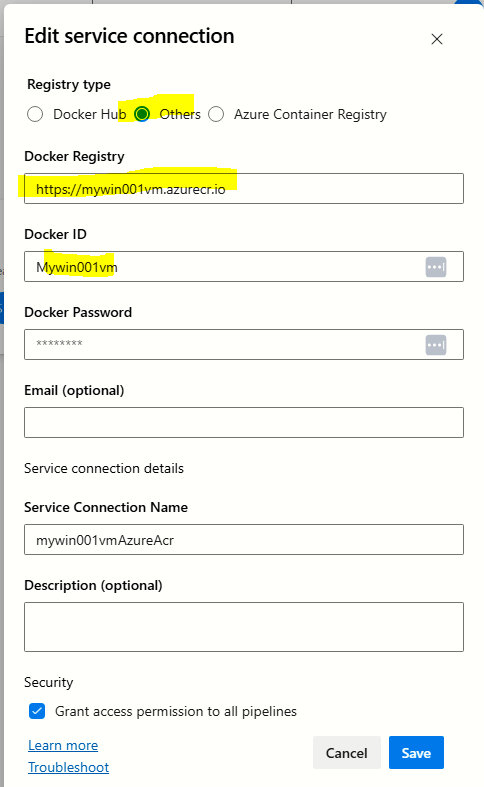 Edit service connection
Registry type
Docker Hub Others Azure Container Registry
Docker Registry
https://mywin001vm.azurecr.io
Docker ID
Mywin001vm
Docker Password
********
Email (optional)
Service connection details
Service Connection Name
mywin001vmAzureAcr
Description (optional)
Security
Grant access permission to all pipelines
Learn more
Cancel Save
Troubleshoot